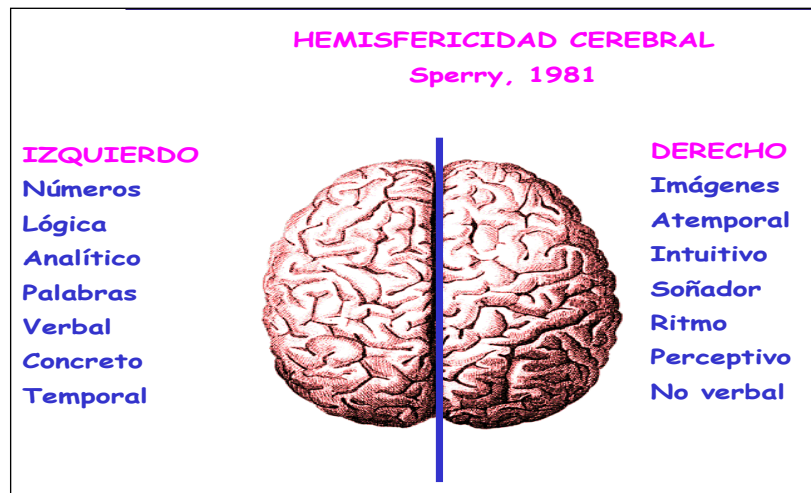 HEMISFERICIDAD CEREBRAL
Sperry, 1981
IZQUIERDO
Números
Lógica
Analítico
Palabras
Verbal
Concreto
Temporal
DERECHO
Imágenes
Atemporal
Intuitivo
Soñador
Ritmo
Perceptivo
No verbal